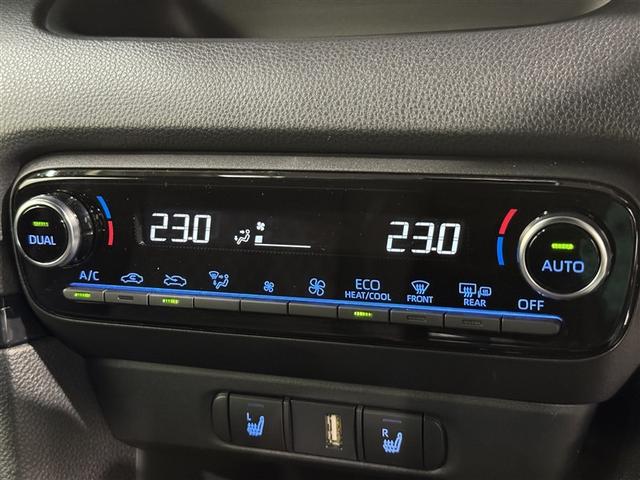 23.0 23.0
DUAL AUTO
A/C ECO HEAT/COOL FRONT REAR OFF
L R